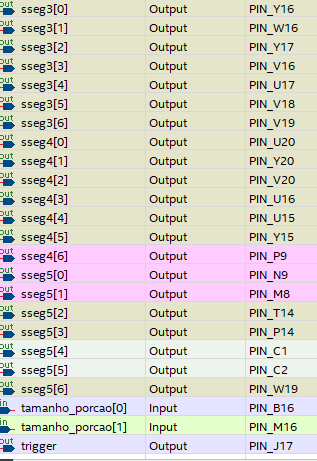 out sseg3[0] Output PIN_Y16
out sseg3[1] Output PIN_W16
out sseg3[2] Output PIN_Y17
out sseg3[3] Output PIN_V16
out sseg3[4] Output PIN_U17
out sseg3[5] Output PIN_V18
out sseg3[6] Output PIN_V19
out sseg4[0] Output PIN_U20
out sseg4[1] Output PIN_Y20
out sseg4[2] Output PIN_V20
out sseg4[3] Output PIN_U16
out sseg4[4] Output PIN_U15
out sseg4[5] Output PIN_Y15
out sseg4[6] Output PIN_P9
out sseg5[0] Output PIN_N9
out sseg5[1] Output PIN_M8
out sseg5[2] Output PIN_T14
out sseg5[3] Output PIN_P14
out sseg5[4] Output PIN_C1
out sseg5[5] Output PIN_C2
out sseg5[6] Output PIN_W19
in tamanho_porcao[0] Input PIN_B16
in tamanho_porcao[1] Input PIN_M16
out trigger Output PIN_J17